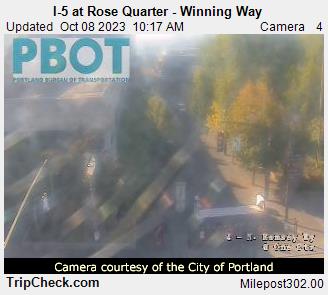 I-5 at Rose Quarter - Winning Way
Updated Oct 08 2023 10:17 AM Camera 4
PBOT
PORTLAND BUREAU OF TRANSPORTATION
Camera courtesy of the City of Portland
TripCheck.com Milepost302.00